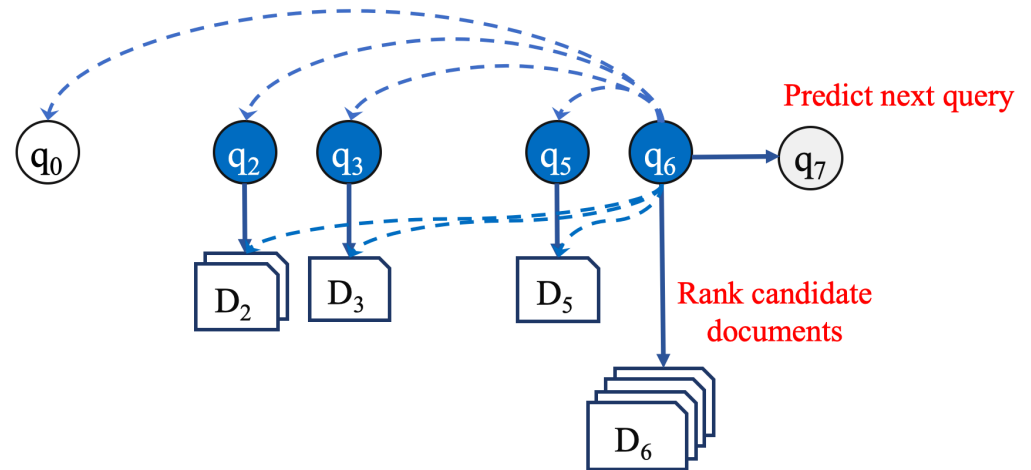 Predict next query
q₀
q₂
q₃
q₅
q₆
q₇
D₂
D₃
D₅
Rank candidate
documents
D₆